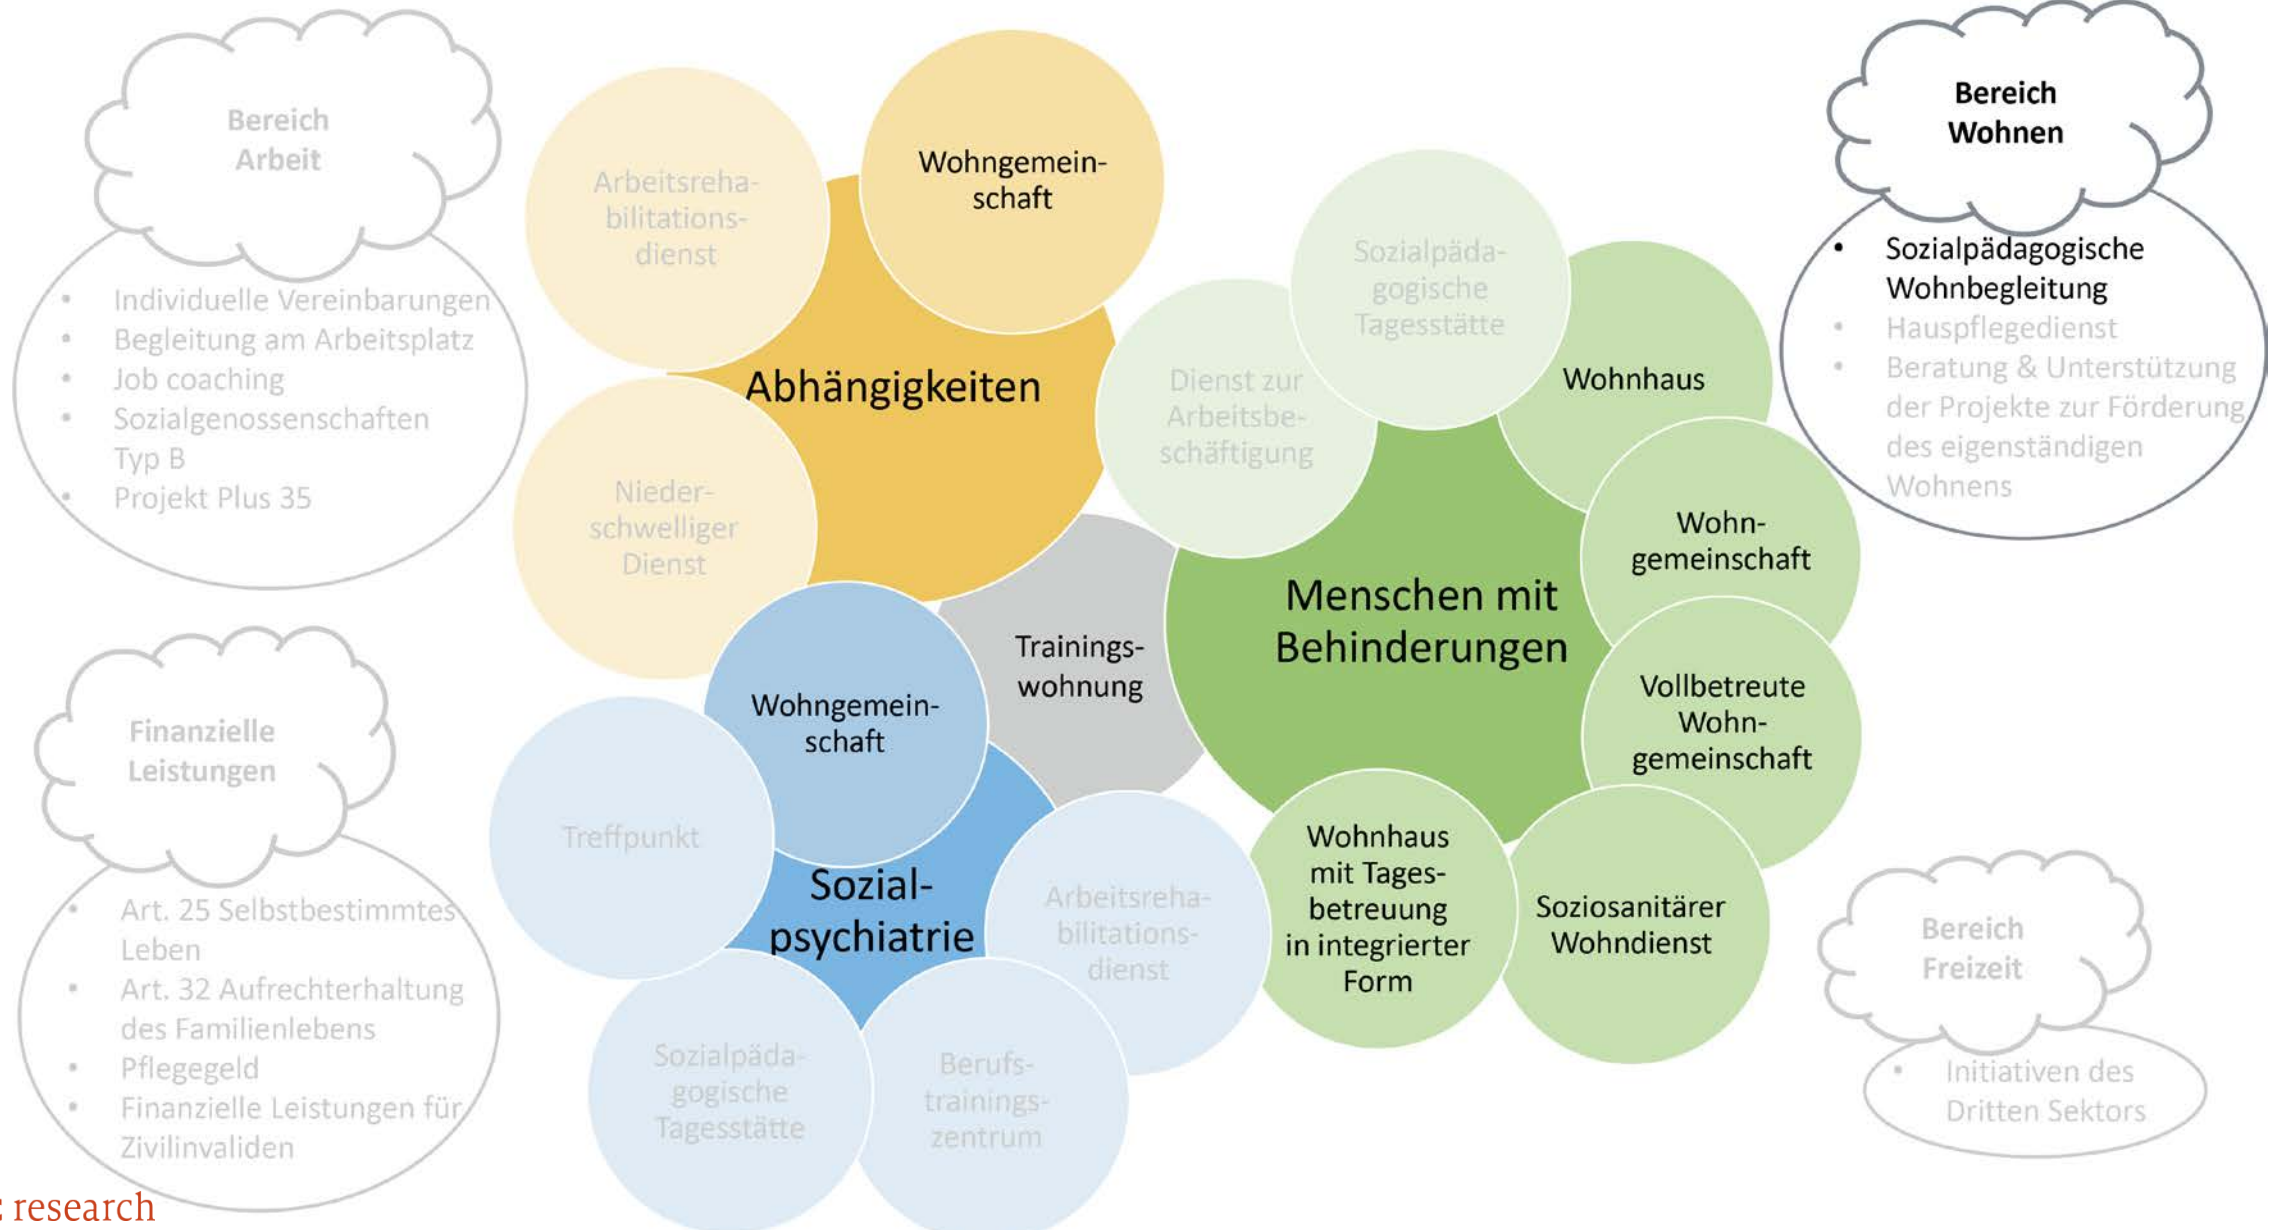 Bereich
Arbeit
• Individuelle Vereinbarungen
• Begleitung am Arbeitsplatz
• Job coaching
• Sozialgenossenschaften
Typ B
• Projekt Plus 35
Finanzielle
Leistungen
• Art. 25 Selbstbestimmtes
Leben
• Art. 32 Aufrechterhaltung
des Familienlebens
• Pflegegeld
• Finanzielle Leistungen für
Zivilinvaliden
Arbeitsreha-
bilitations-
dienst
Wohngemein-
schaft
Abhängigkeiten
Nieder-
schwelliger
Dienst
Trainings-
wohnung
Wohngemein-
schaft
Treffpunkt
Sozial-
psychiatrie
Arbeitsreha-
bilitations-
dienst
Sozialpäda-
gogische
Tagesstätte
Berufs-
trainings-
zentrum
Sozialpäda-
gogische
Tagesstätte
Dienst zur
Arbeitsbe-
schäftigung
Wohnhaus
Menschen mit
Behinderungen
Wohn-
gemeinschaft
Vollbetreute
Wohn-
gemeinschaft
Wohnhaus
mit Tages-
betreuung
in integrierter
Form
Soziosanitärer
Wohndienst
Bereich
Wohnen
• Sozialpädagogische
Wohnbegleitung
• Hauspflegedienst
• Beratung & Unterstützung
der Projekte zur Förderung
des eigenständigen
Wohnens
Bereich
Freizeit
• Initiativen des
Dritten Sektors
research